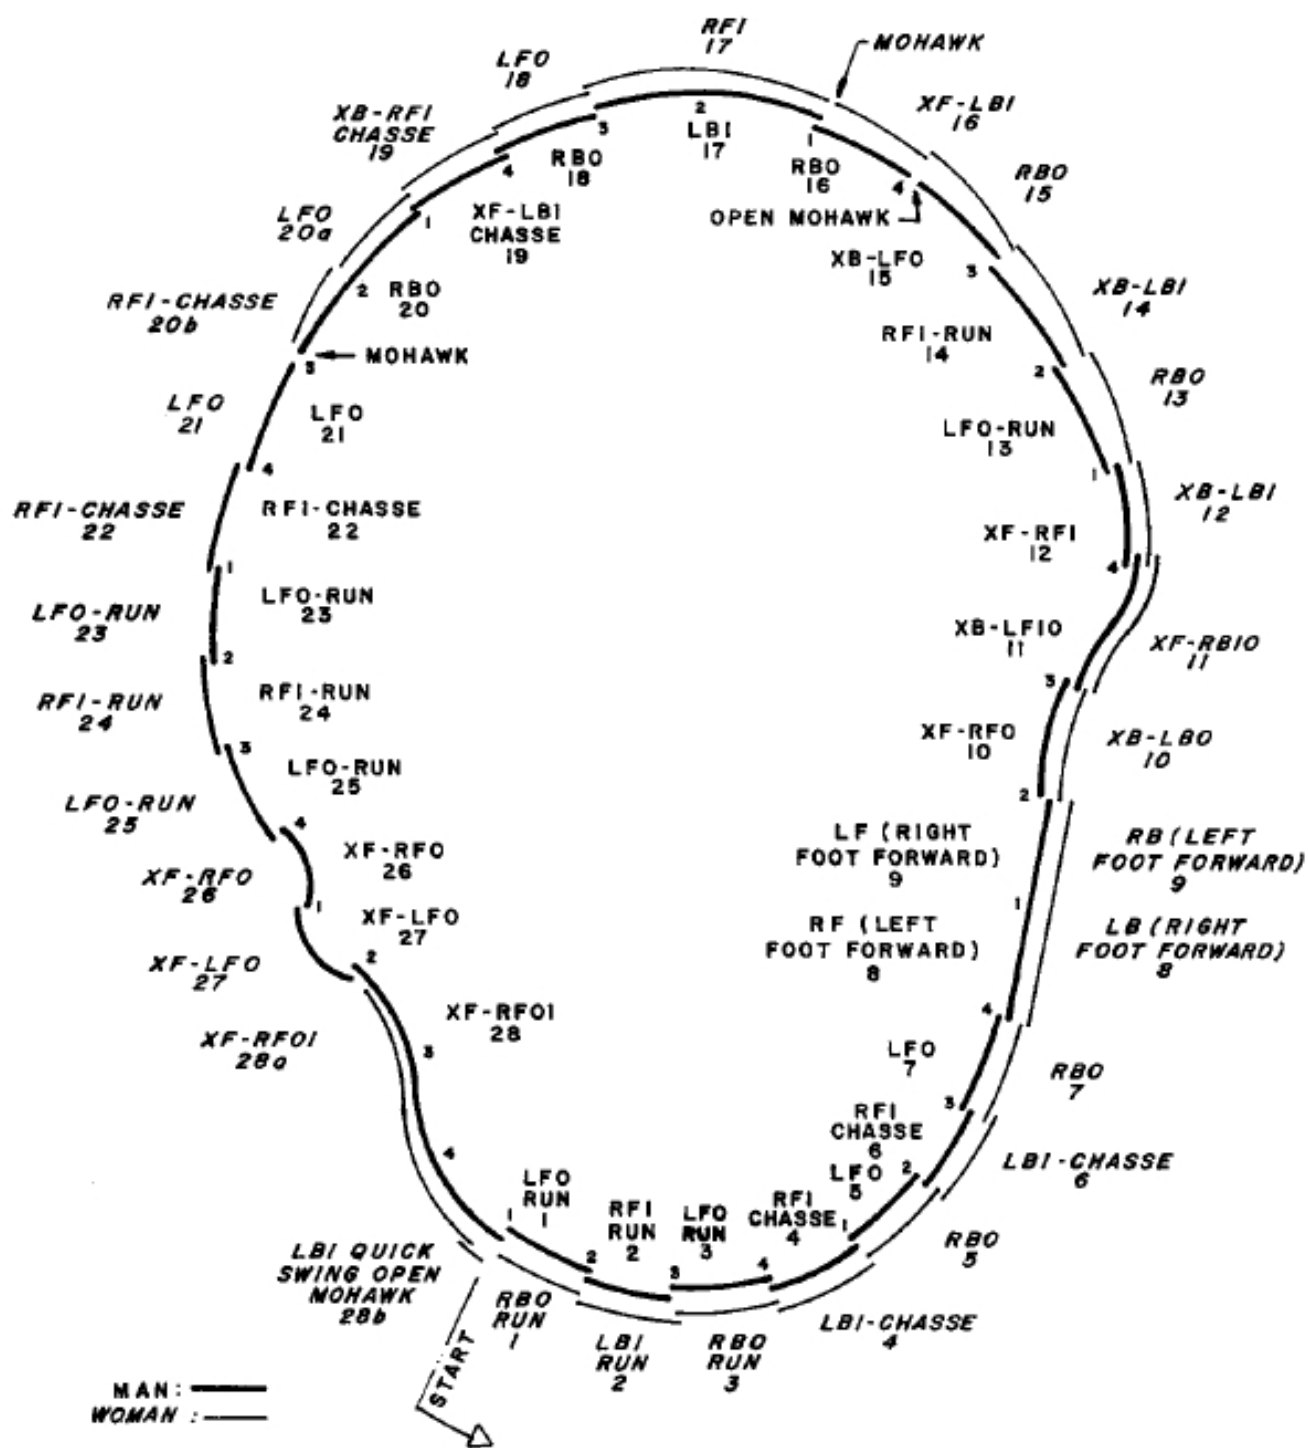 RFI
17
MOHAWK
LFO
18
XF-LBI
16
XB-RFI
CHASSE
19
3
2
LBI
17
1
RBO
18
4
RBO
16
4
RBO
15
OPEN MOHAWK
LFO
20a
1
XF-LBI
CHASSE
19
XB-LFO
15
3
XB-LBI
14
RFI-CHASSE
20b
2
RBO
20
RFI-RUN
14
3
MOHAWK
2
RBO
13
LFO
21
LFO
21
LFO-RUN
13
4
1
XB-LBI
12
RFI-CHASSE
22
RFI-CHASSE
22
XF-RFI
12
1
4
LFO-RUN
23
LFO-RUN
23
XB-LFIO
11
XF-RBIO
11
2
3
RFI-RUN
24
RFI-RUN
24
XF-RFO
10
XB-LBO
10
3
LFO-RUN
25
LFO-RUN
25
2
4
XF-RFO
26
XF-RFO
26
LF (RIGHT
FOOT FORWARD)
9
RB (LEFT
FOOT FORWARD)
9
1
XF-LFO
27
1
XF-LFO
27
RF (LEFT
FOOT FORWARD)
8
LB (RIGHT
FOOT FORWARD)
8
2
XF-RFOI
28a
XF-RFOI
28
4
3
LFO
7
RBO
7
3
RFI
CHASSE
6
LBI-CHASSE
6
4
LFO
5
2
LFO
RUN
1
RFI
RUN
2
LFO
RUN
3
RFI
CHASSE
4
1
RBO
5
1
2
3
4
LBI QUICK
SWING OPEN
MOHAWK
28b
RBO
RUN
1
LBI
RUN
2
RBO
RUN
3
LBI-CHASSE
4
START
MAN:
WOMAN: